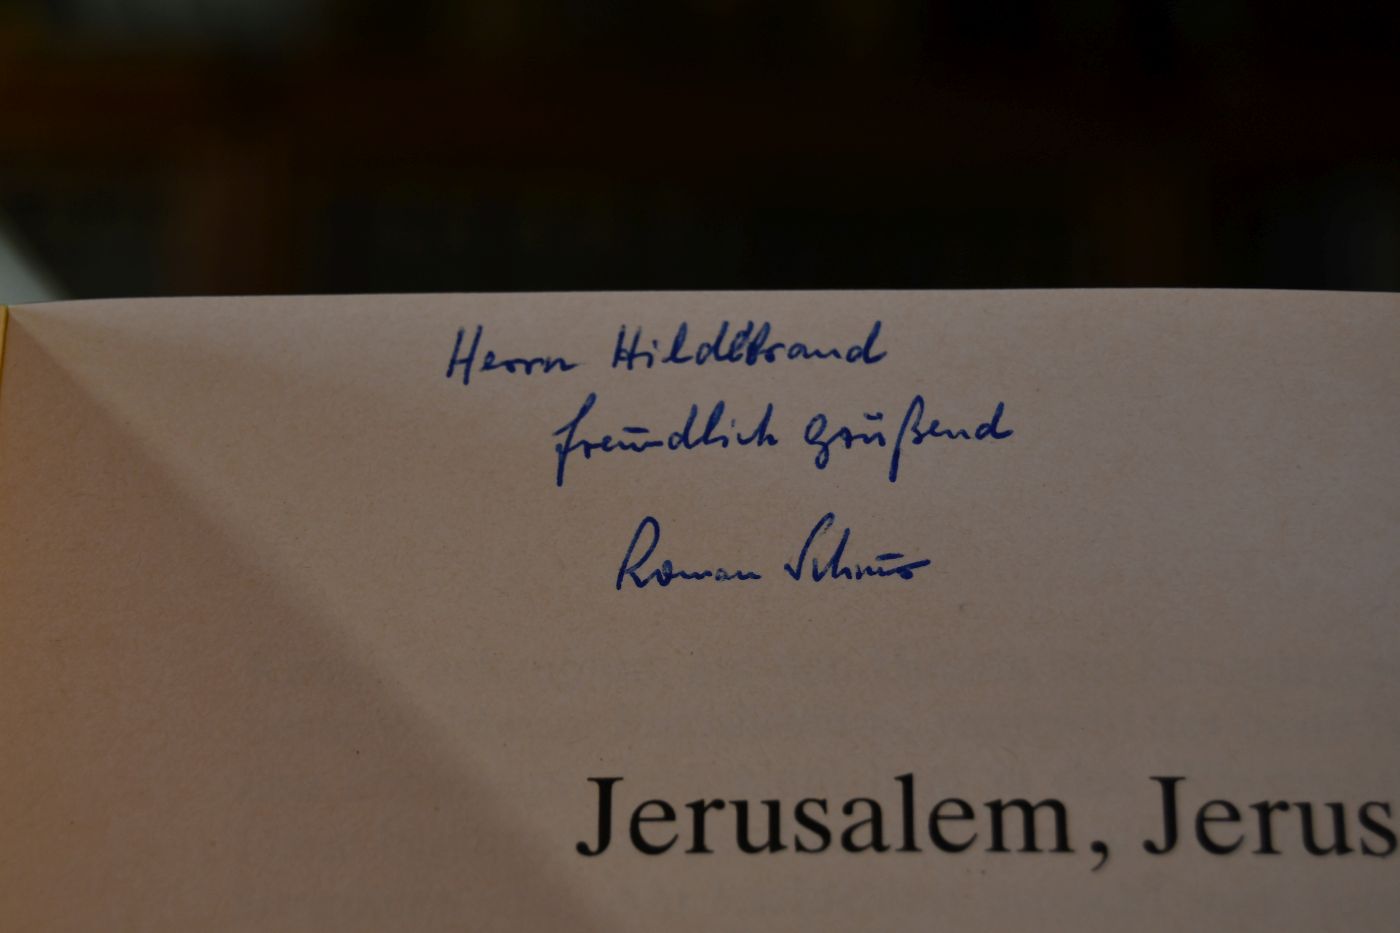 Herrn Hildebrand
freundlich grüßend
Roman Schnur
Jerusalem, Jerus